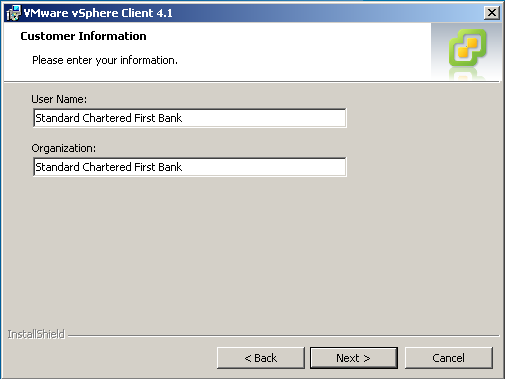 VMware vSphere Client 4.1
Customer Information
Please enter your information.
User Name:
Standard Chartered First Bank
Organization:
Standard Chartered First Bank
InstallShield
< Back
Next >
Cancel